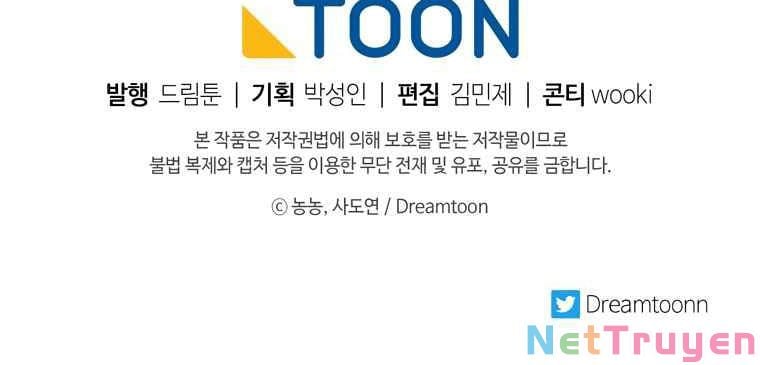 TOON
발행 드림툰 | 기획 박성인 | 편집 김민제 | 콘티 wooki
본 작품은 저작권법에 의해 보호를 받는 저작물이므로
불법 복제와 캡처 등을 이용한 무단 전재 및 유포, 공유를 금합니다.
ⓒ 농농, 사도연 / Dreamtoon
Dreamtoonn
NetTruyen